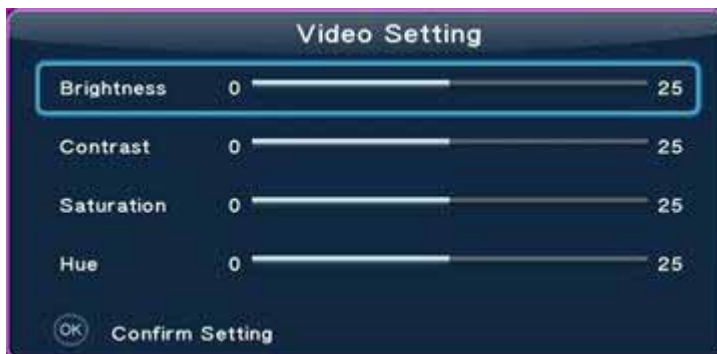 Video Setting
Brightness 0 25
Contrast 0 25
Saturation 0 25
Hue 0 25
OK Confirm Setting